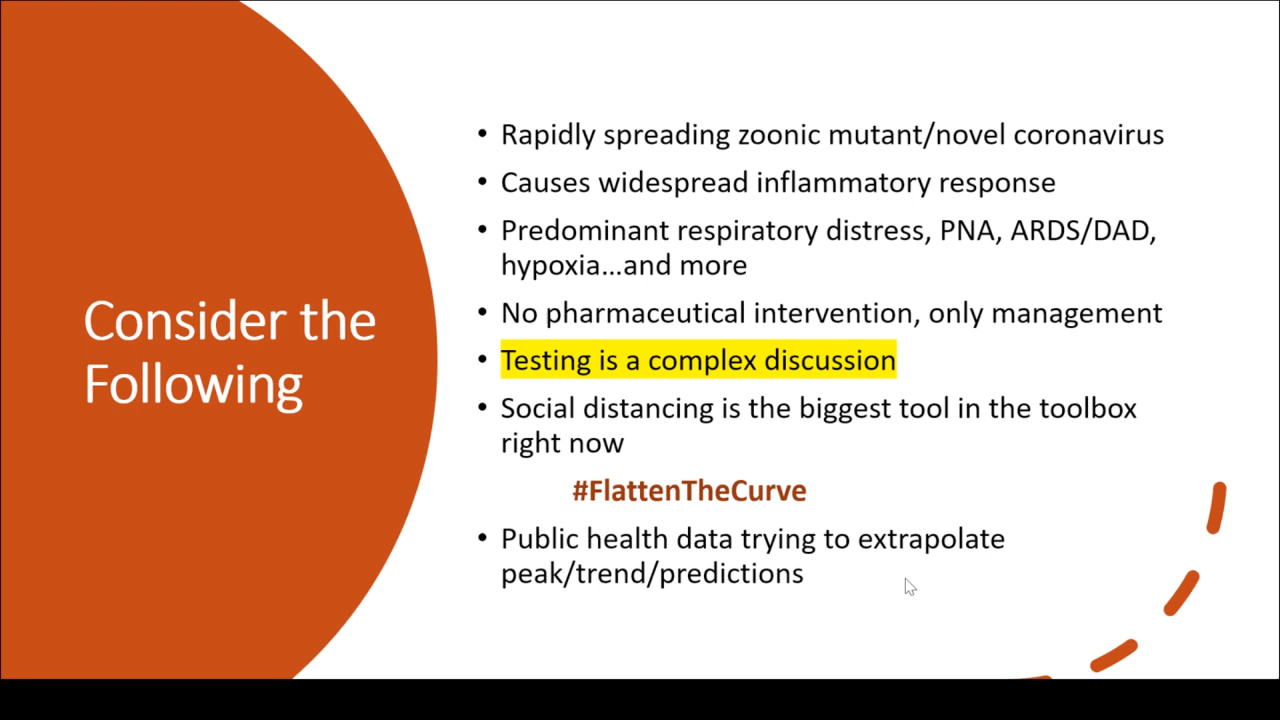 Consider the
Following
• Rapidly spreading zoonic mutant/novel coronavirus
• Causes widespread inflammatory response
• Predominant respiratory distress, PNA, ARDS/DAD,
hypoxia...and more
• No pharmaceutical intervention, only management
• Testing is a complex discussion
• Social distancing is the biggest tool in the toolbox
right now
#FlattenTheCurve
• Public health data trying to extrapolate
peak/trend/predictions